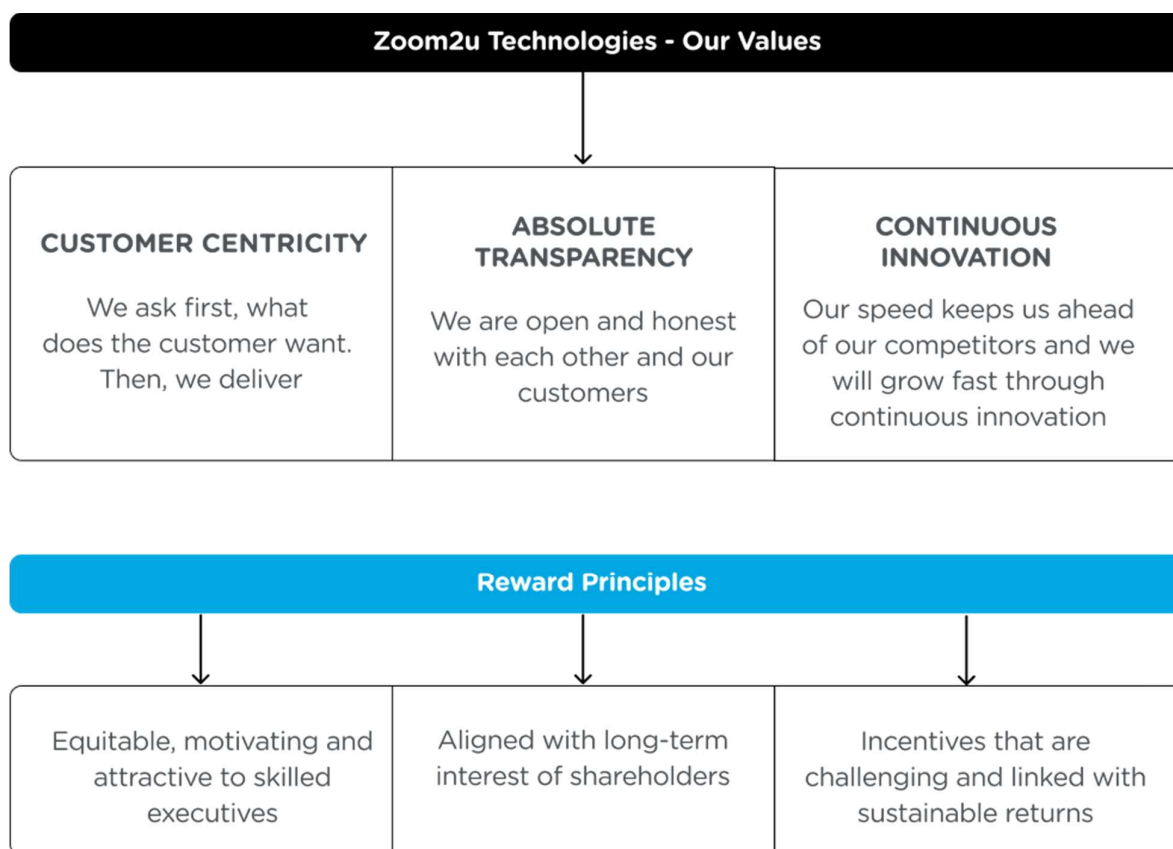 Zoom2u Technologies - Our Values
CUSTOMER CENTRICITY
We ask first, what
does the customer want.
Then, we deliver
ABSOLUTE
TRANSPARENCY
We are open and honest
with each other and our
customers
CONTINUOUS
INNOVATION
Our speed keeps us ahead
of our competitors and we
will grow fast through
continuous innovation
Reward Principles
Equitable, motivating and
attractive to skilled
executives
Aligned with long-term
interest of shareholders
Incentives that are
challenging and linked with
sustainable returns